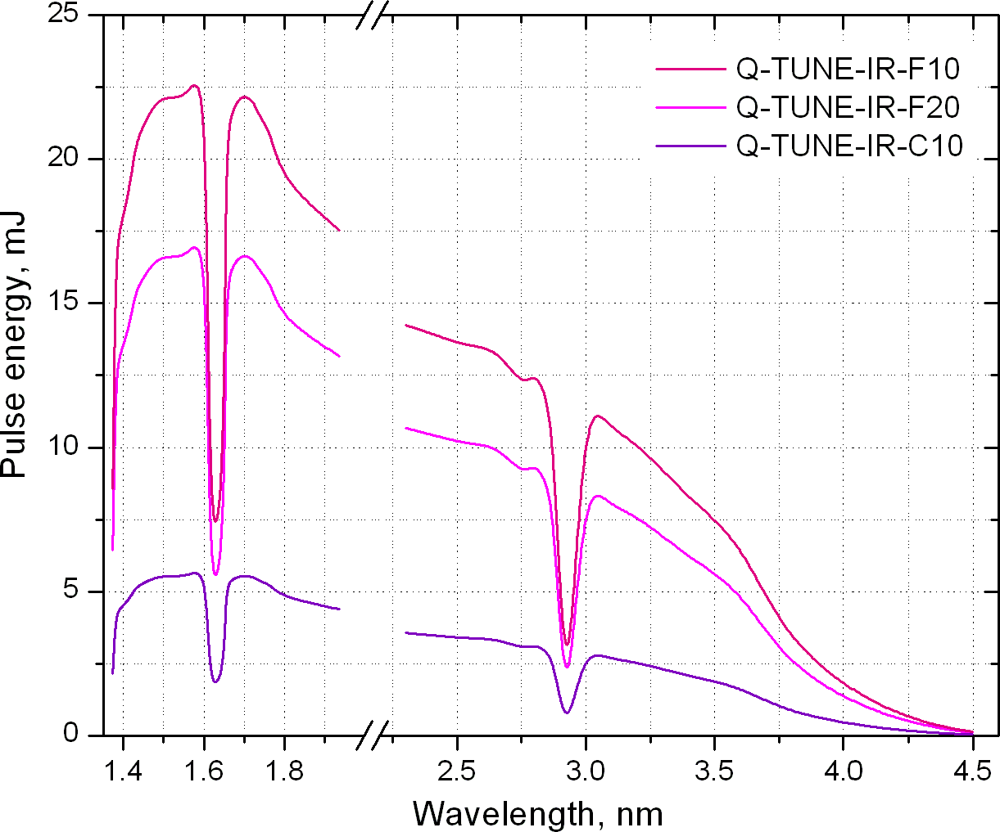 25
20
15
10
5
0
Pulse energy, mJ
Q-TUNE-IR-F10
Q-TUNE-IR-F20
Q-TUNE-IR-C10
1.4 1.6 1.8 2.5 3.0 3.5 4.0 4.5
Wavelength, nm